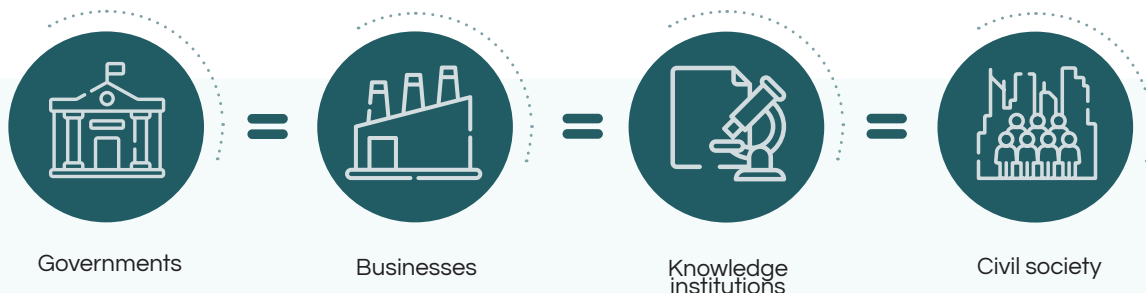 Governments
Businesses
Knowledge
institutions
Civil society